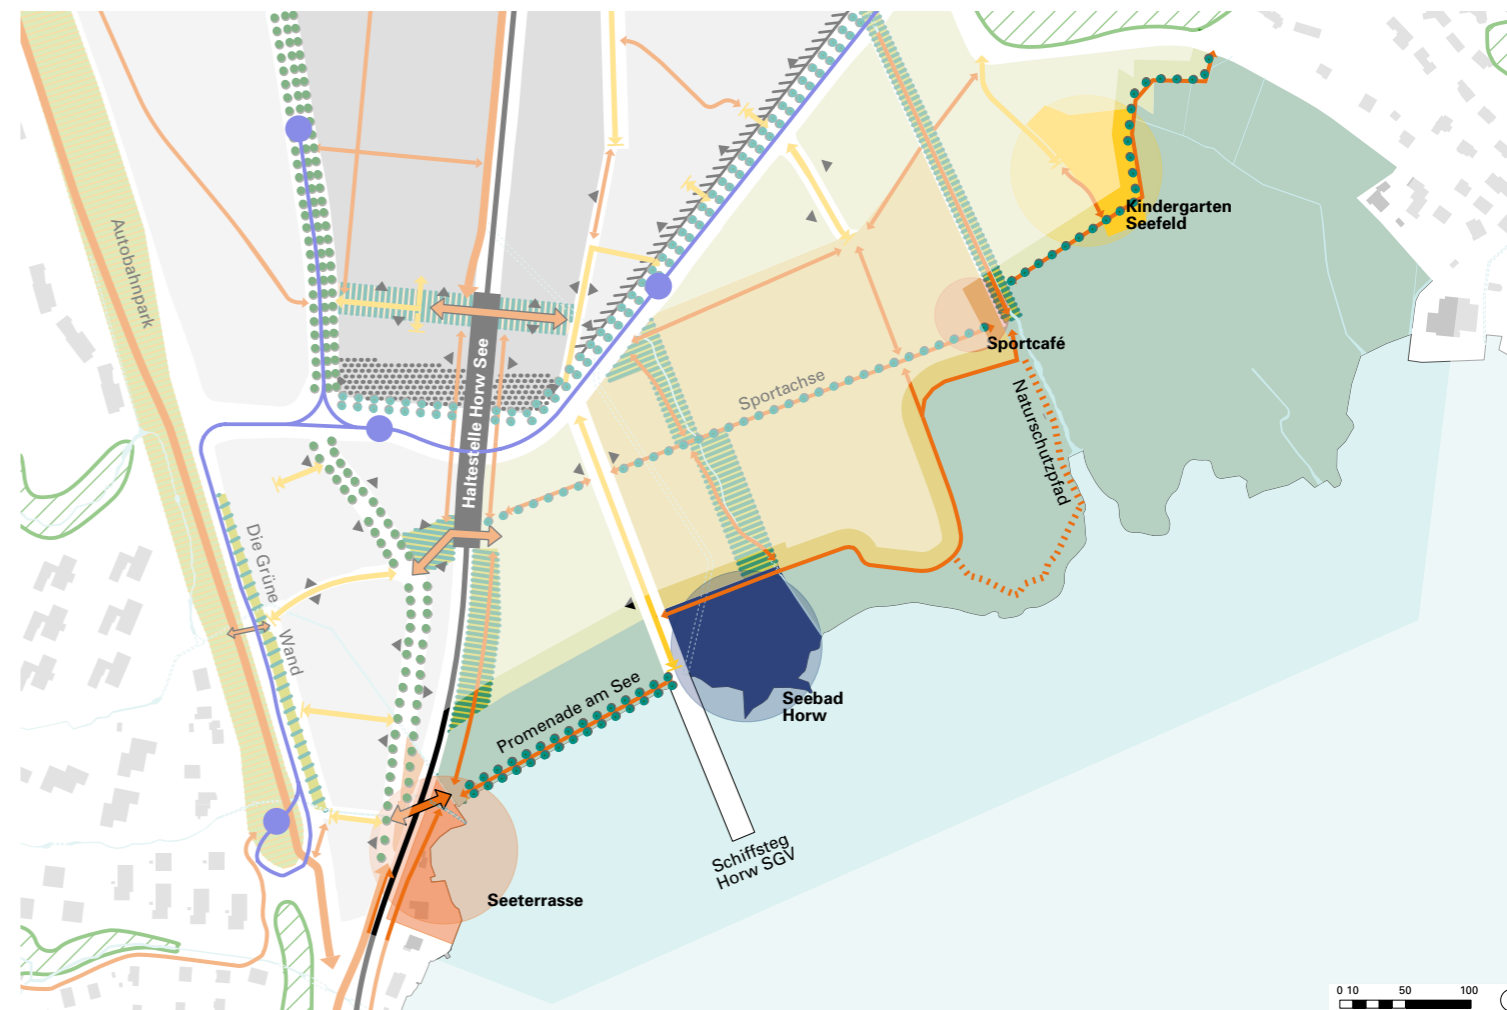 Autobahnpark
Kindergarten
Seefeld
Haltestelle Horw See
Sportcafé
Sportachse
Naturschutzpfad
Die Grüne
Wand
Promenade am See
Seebad
Horw
Schiffsteg
Horw SGV
Seeterrasse
0 10 50 100